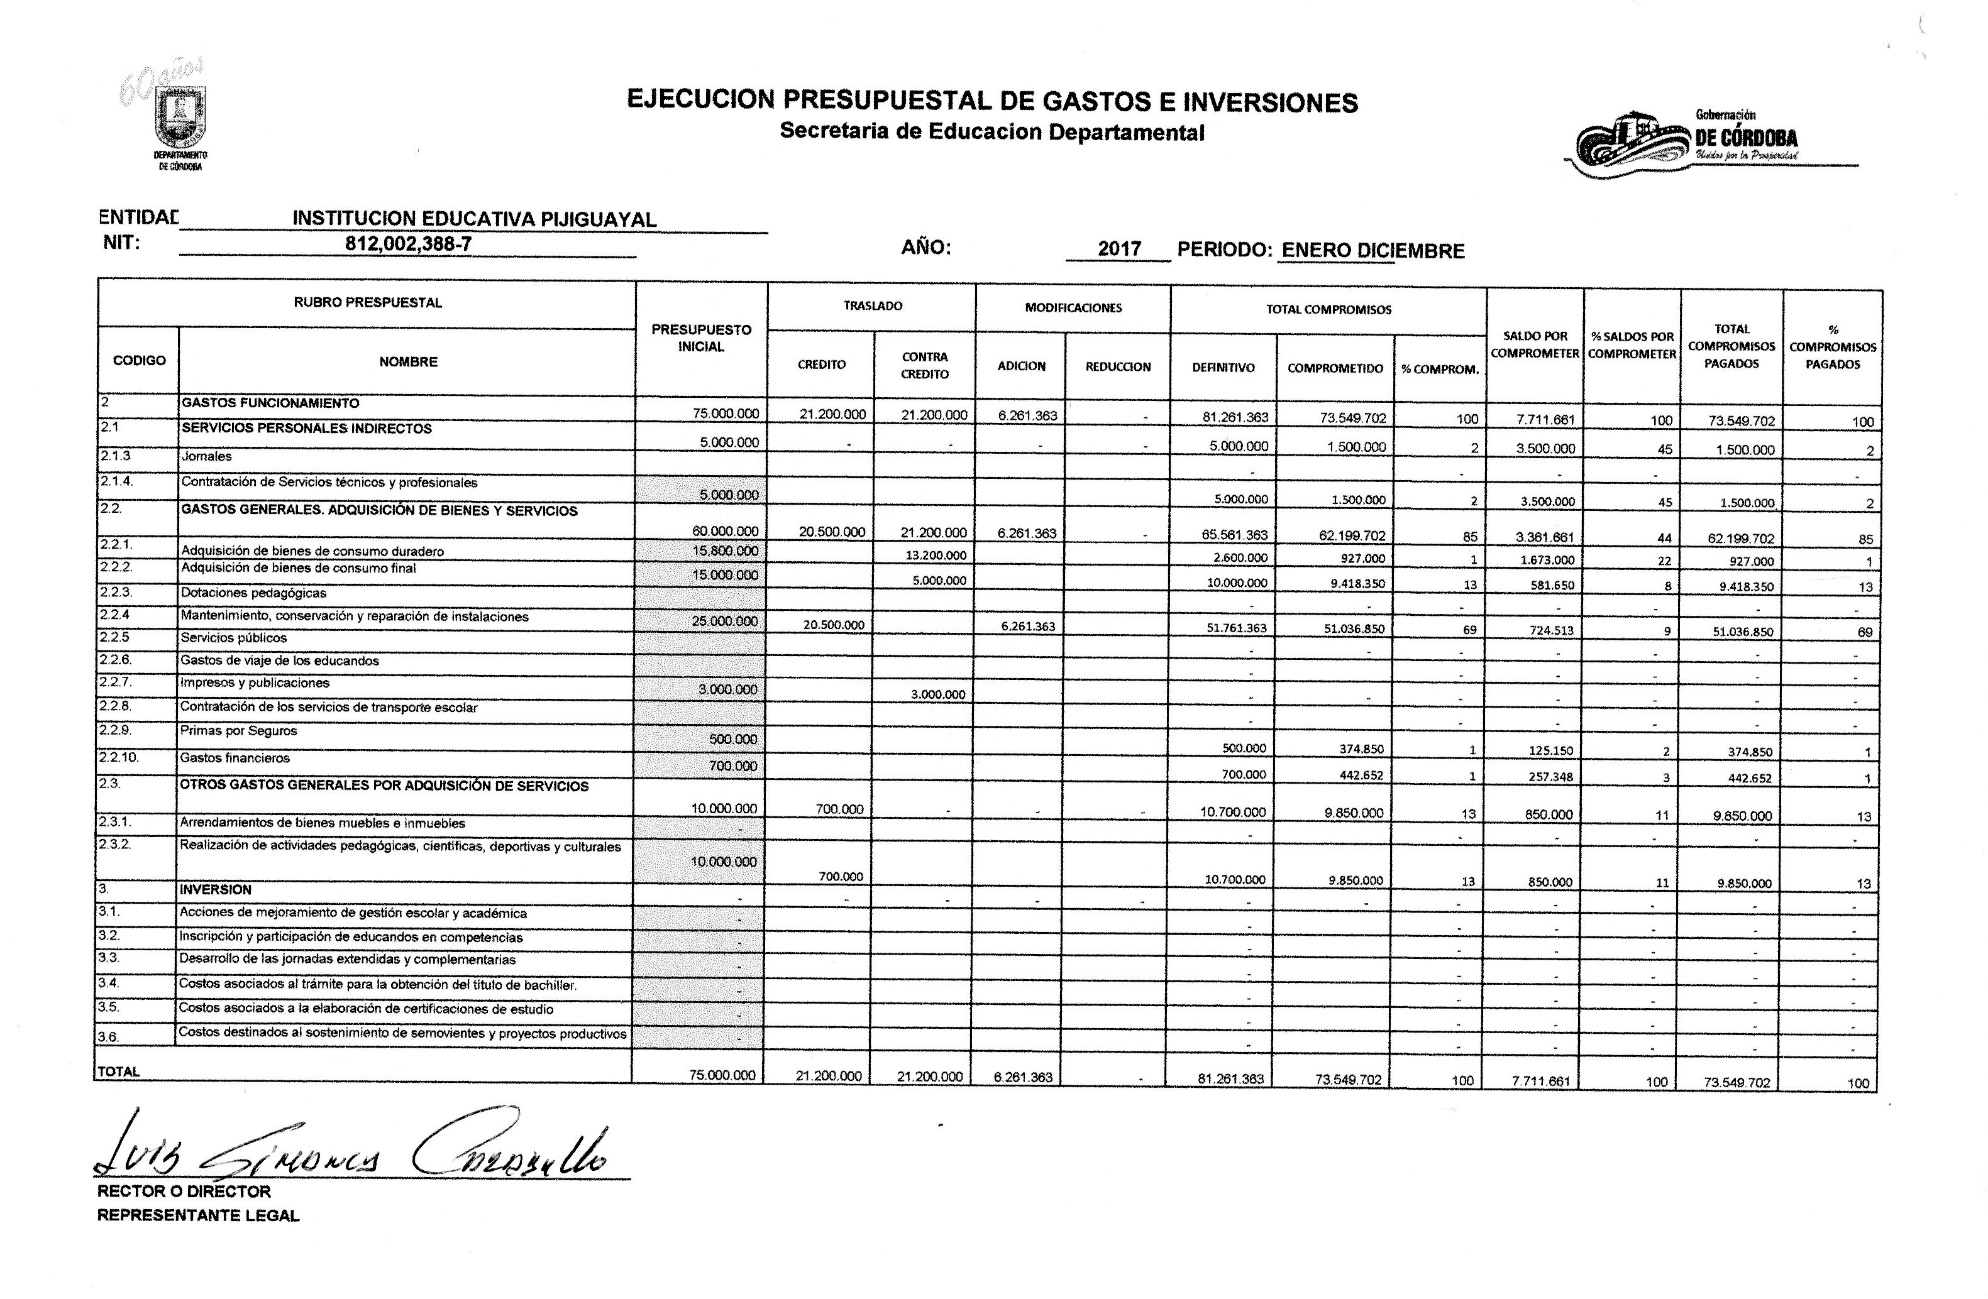 60 años
DEPARTAMENTO
DE CÓRDOBA
EJECUCION PRESUPUESTAL DE GASTOS E INVERSIONES
Secretaria de Educacion Departamental
Gobernación
DE CÓRDOBA
Unidos por la Prosperidad
ENTIDAD INSTITUCION EDUCATIVA PIJIGUAYAL
NIT: 812,002,388-7 AÑO: 2017 PERIODO: ENERO DICIEMBRE
RUBRO PRESPUESTAL PRESUPUESTO INICIAL TRASLADO MODIFICACIONES TOTAL COMPROMISOS SALDO POR COMPROMETER % SALDOS POR COMPROMETER TOTAL COMPROMISOS PAGADOS % COMPROMISOS PAGADOS
CODIGO NOMBRE CREDITO CONTRA CREDITO ADICION REDUCCION DEFINITIVO COMPROMETIDO % COMPROM.
2 GASTOS FUNCIONAMIENTO 75.000.000 21.200.000 21.200.000 6.261.363 - 81.261.363 73.549.702 100 7.711.661 100 73.549.702 100
2.1 SERVICIOS PERSONALES INDIRECTOS 5.000.000 - - - - 5.000.000 1.500.000 2 3.500.000 45 1.500.000 2
2.1.3 Jornales - - - - - - -
2.1.4. Contratación de Servicios técnicos y profesionales 5.000.000 5.000.000 1.500.000 2 3.500.000 45 1.500.000 2
2.2. GASTOS GENERALES. ADQUISICIÓN DE BIENES Y SERVICIOS 60.000.000 20.500.000 21.200.000 6.261.363 - 65.561.363 62.199.702 85 3.361.661 44 62.199.702 85
2.2.1. Adquisición de bienes de consumo duradero 15.800.000 13.200.000 2.600.000 927.000 1 1.673.000 22 927.000 1
2.2.2. Adquisición de bienes de consumo final 15.000.000 5.000.000 10.000.000 9.418.350 13 581.650 8 9.418.350 13
2.2.3. Dotaciones pedagógicas - - - - - - -
2.2.4 Mantenimiento, conservación y reparación de instalaciones 25.000.000 20.500.000 6.261.363 51.761.363 51.036.850 69 724.513 9 51.036.850 69
2.2.5 Servicios públicos - - - - - - -
2.2.6. Gastos de viaje de los educandos - - - - - - -
2.2.7. Impresos y publicaciones 3.000.000 3.000.000 - - - - - - -
2.2.8. Contratación de los servicios de transporte escolar - - - - - - -
2.2.9. Primas por Seguros 500.000 500.000 374.850 1 125.150 2 374.850 1
2.2.10. Gastos financieros 700.000 700.000 442.652 1 257.348 3 442.652 1
2.3. OTROS GASTOS GENERALES POR ADQUISICIÓN DE SERVICIOS 10.000.000 700.000 - - - 10.700.000 9.850.000 13 850.000 11 9.850.000 13
2.3.1. Arrendamientos de bienes muebles e inmuebles - - - - - - - -
2.3.2. Realización de actividades pedagógicas, científicas, deportivas y culturales 10.000.000 700.000 10.700.000 9.850.000 13 850.000 11 9.850.000 13
3. INVERSION - - - - - - - - - - - -
3.1. Acciones de mejoramiento de gestión escolar y académica - - - - - - -
3.2. Inscripción y participación de educandos en competencias - - - - - - -
3.3. Desarrollo de las jornadas extendidas y complementarias - - - - - - -
3.4. Costos asociados al trámite para la obtención del titulo de bachiller. - - - - - - -
3.5. Costos asociados a la elaboración de certificaciones de estudio - - - - - - -
3.6. Costos destinados al sostenimiento de semovientes y proyectos productivos - - - - - - -
TOTAL 75.000.000 21.200.000 21.200.000 6.261.363 - 81.261.363 73.549.702 100 7.711.661 100 73.549.702 100
Luis Simanca
RECTOR O DIRECTOR
REPRESENTANTE LEGAL